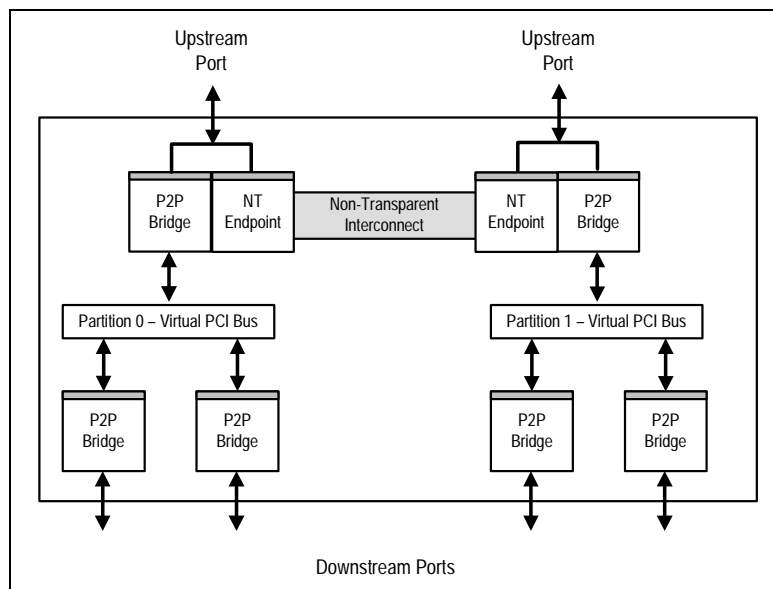 Upstream
Port
Upstream
Port
P2P
Bridge
NT
Endpoint
Non-Transparent
Interconnect
NT
Endpoint
P2P
Bridge
Partition 0 – Virtual PCI Bus
Partition 1 – Virtual PCI Bus
P2P
Bridge
P2P
Bridge
P2P
Bridge
P2P
Bridge
Downstream Ports